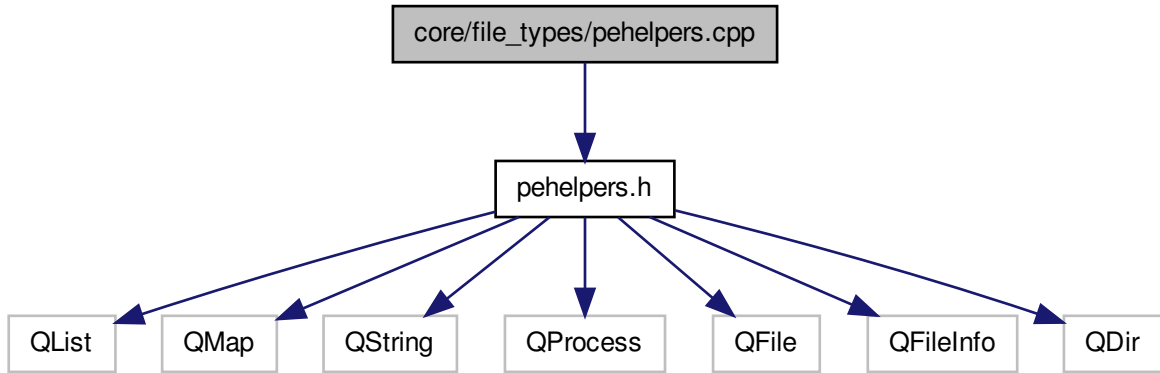 core/file_types/pehelpers.cpp
pehelpers.h
QList
QMap
QString
QProcess
QFile
QFileInfo
QDir